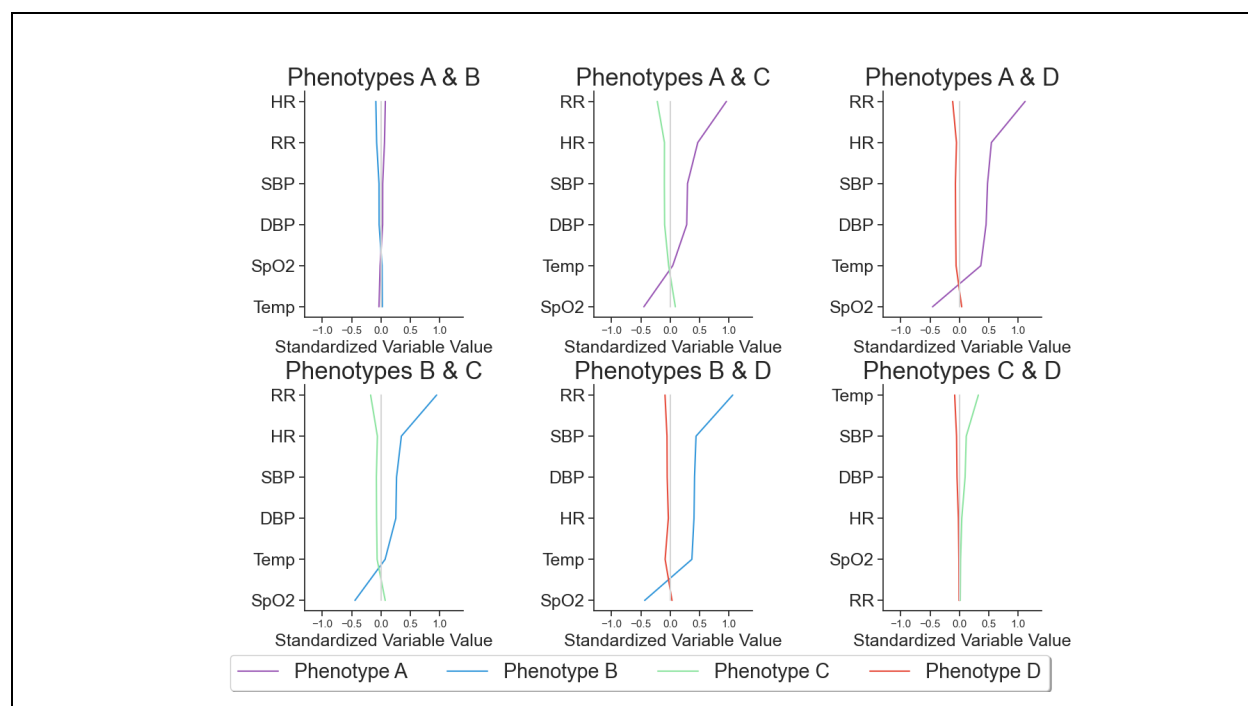 Phenotypes A & B
HR
RR
SBP
DBP
SpO2
Temp
−1.0 −0.5 0.0 0.5 1.0
Standardized Variable Value
Phenotypes A & C
RR
HR
SBP
DBP
Temp
SpO2
−1.0 −0.5 0.0 0.5 1.0
Standardized Variable Value
Phenotypes A & D
RR
HR
SBP
DBP
Temp
SpO2
−1.0 −0.5 0.0 0.5 1.0
Standardized Variable Value
Phenotypes B & C
RR
HR
SBP
DBP
Temp
SpO2
−1.0 −0.5 0.0 0.5 1.0
Standardized Variable Value
Phenotypes B & D
RR
SBP
DBP
HR
Temp
SpO2
−1.0 −0.5 0.0 0.5 1.0
Standardized Variable Value
Phenotypes C & D
Temp
SBP
DBP
HR
SpO2
RR
−1.0 −0.5 0.0 0.5 1.0
Standardized Variable Value
Phenotype A Phenotype B Phenotype C Phenotype D